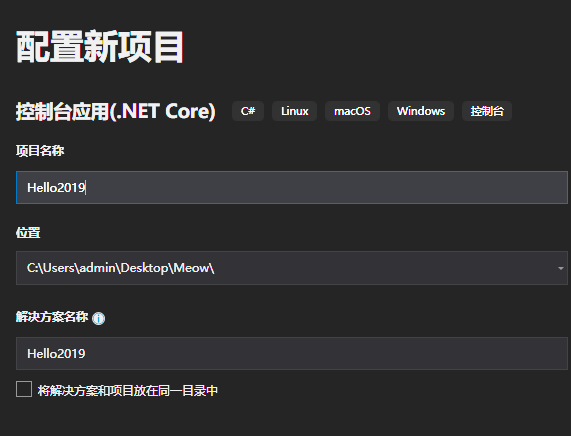 配置新项目
控制台应用(.NET Core) C# Linux macOS Windows 控制台
项目名称
Hello2019
位置
C:\Users\admin\Desktop\Meow\
解决方案名称
Hello2019
将解决方案和项目放在同一目录中